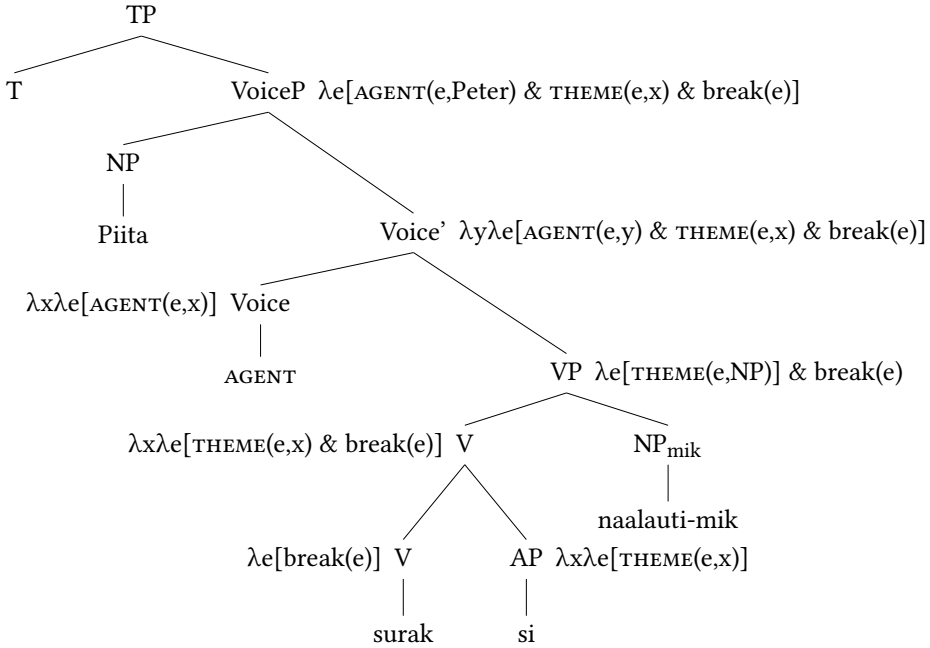 TP
T
VoiceP λe[AGENT(e,Peter) & THEME(e,x) & break(e)]
NP
Piita
Voice’ λyλe[AGENT(e,y) & THEME(e,x) & break(e)]
λxλe[AGENT(e,x)] Voice
AGENT
VP λe[THEME(e,NP)] & break(e)
λxλe[THEME(e,x) & break(e)] V
NPmik
naalauti-mik
λe[break(e)] V
AP λxλe[THEME(e,x)]
surak
si